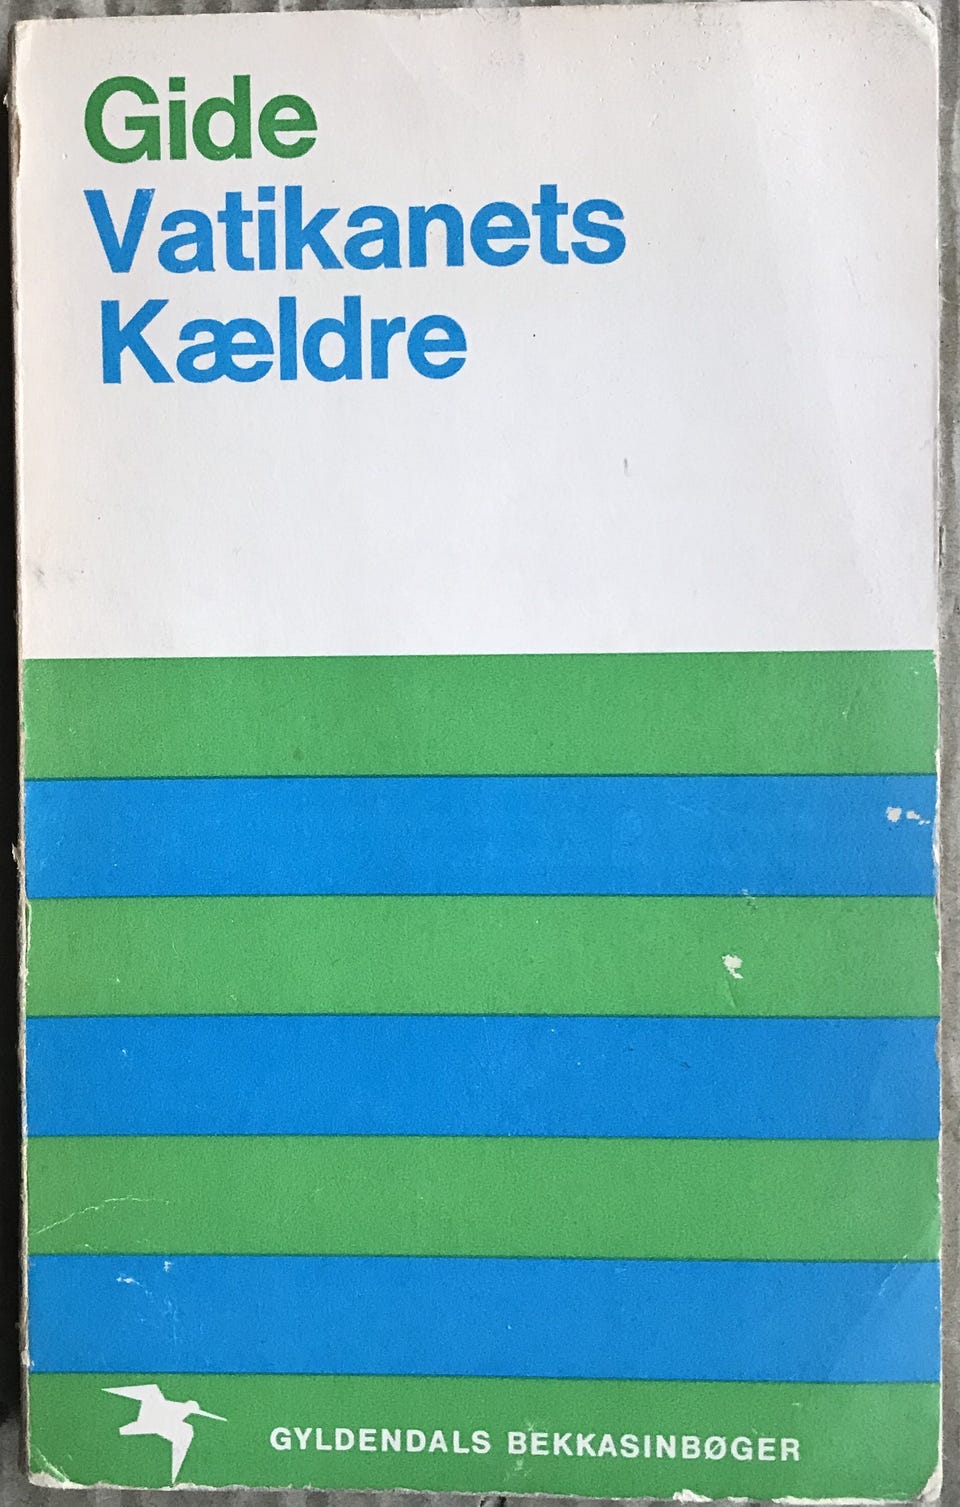 Gide
Vatikanets
Kældre
GYLDENDALS BEKKASINBØGER